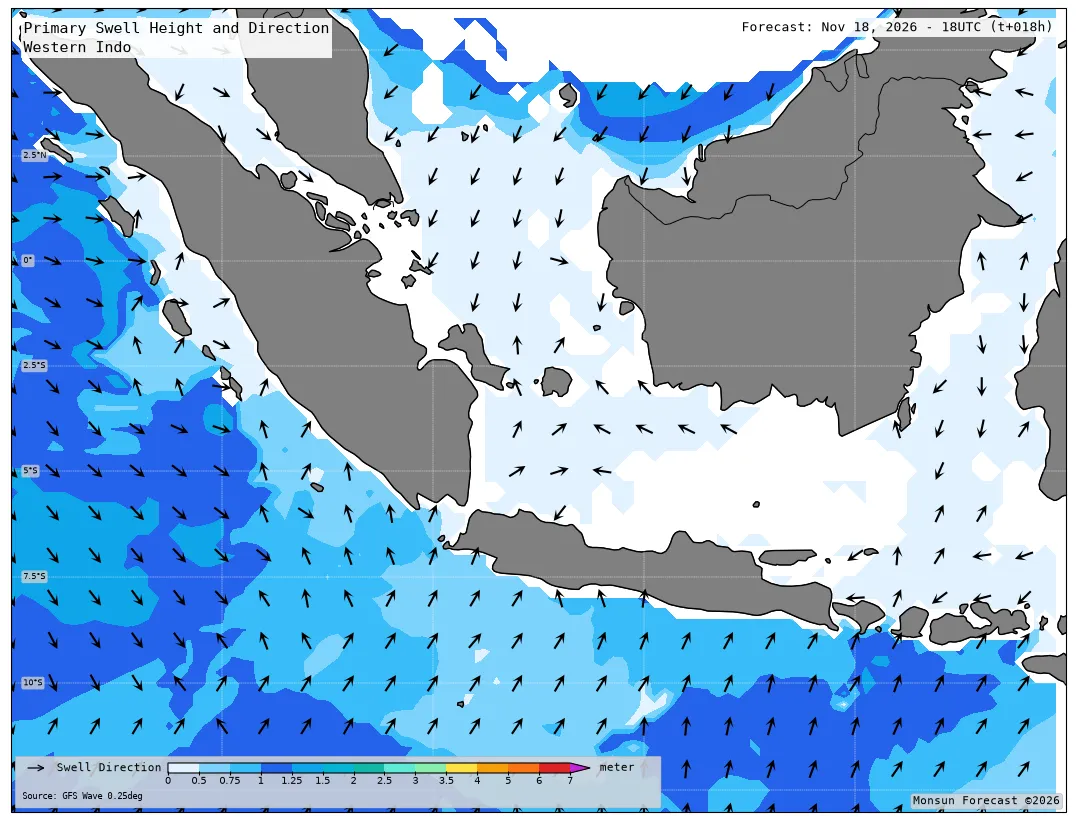 Primary Swell Height and Direction
Western Indo
Forecast: Nov 18, 2026 - 18UTC (t+018h)
2.5°N
0°
2.5°S
5°S
7.5°S
10°S
Swell Direction
0 0.5 0.75 1 1.25 1.5 2 2.5 3 3.5 4 5 6 7
meter
Source: GFS Wave 0.25deg
Monsun Forecast ©2026